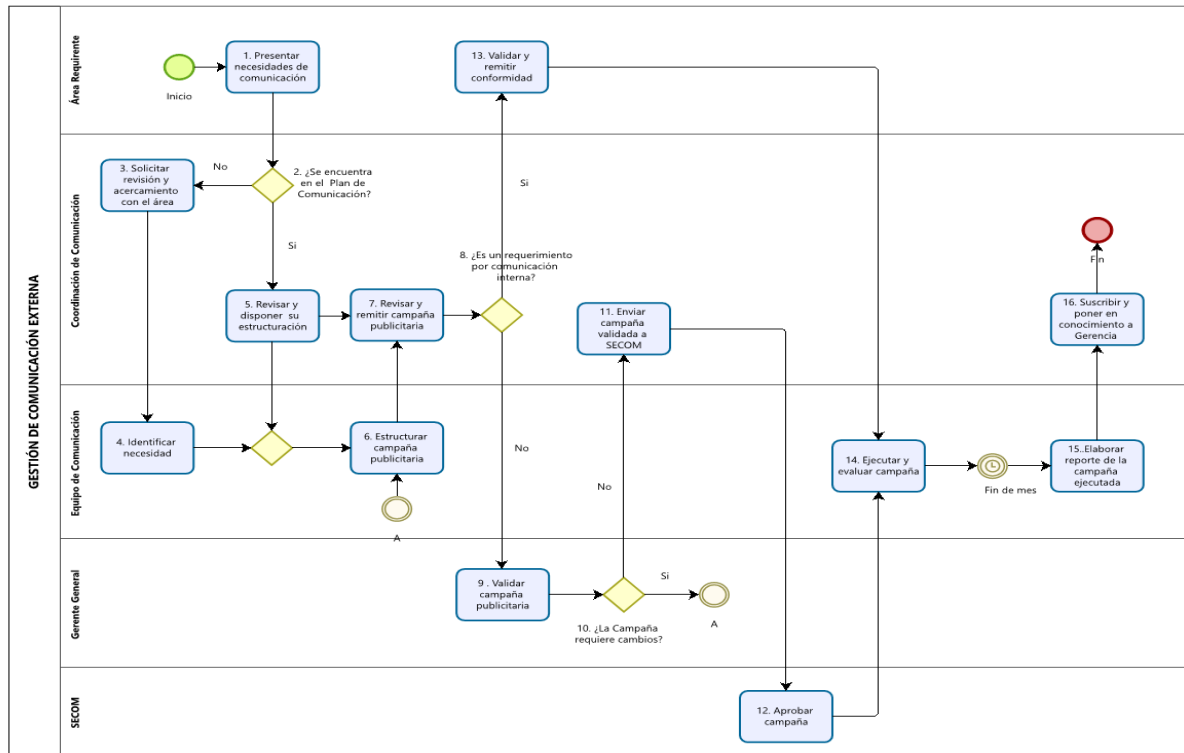 GESTIÓN DE COMUNICACIÓN EXTERNA
Área Requirente
Inicio
1. Presentar
necesidades de
comunicación
13. Validar y
remitir
conformidad
Coordinación de Comunicación
3. Solicitar
revisión y
acercamiento
con el área
No
2. ¿Se encuentra
en el  Plan de
Comunicación?
Si
Si
5. Revisar y
disponer  su
estructuración
7. Revisar y
remitir campaña
publicitaria
8. ¿Es un requerimiento
por comunicación
interna?
11. Enviar
campaña
validada a
SECOM
Fin
16. Suscribir y
poner en
conocimiento a
Gerencia
Equipo de Comunicación
4. Identificar
necesidad
6. Estructurar
campaña
publicitaria
A
No
No
14. Ejecutar y
evaluar campaña
Fin de mes
15..Elaborar
reporte de la
campaña
ejecutada
Gerente General
9 . Validar
campaña
publicitaria
10. ¿La Campaña
requiere cambios?
Si
A
SECOM
12. Aprobar
campaña